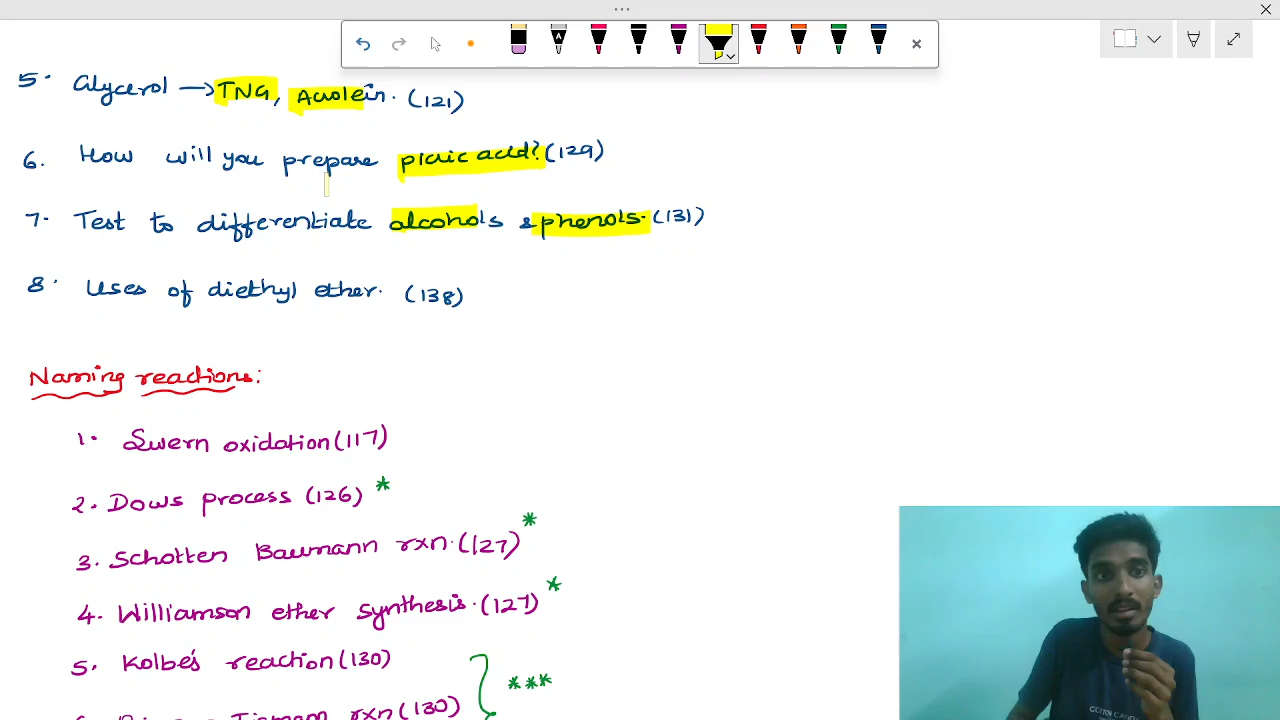 5. Glycerol → TNG, Acrolein. (121)
6. How will you prepare picric acid? (129)
7. Test to differentiate alcohols & phenols. (131)
8. Uses of diethyl ether. (138)
Naming reactions:
1. Swern oxidation (117)
2. Dows process (126) *
3. Schotten Baumann rxn. (127) *
4. Williamson ether synthesis. (127) *
5. Kolbe's reaction (130)
***
Tiemann rxn (130)